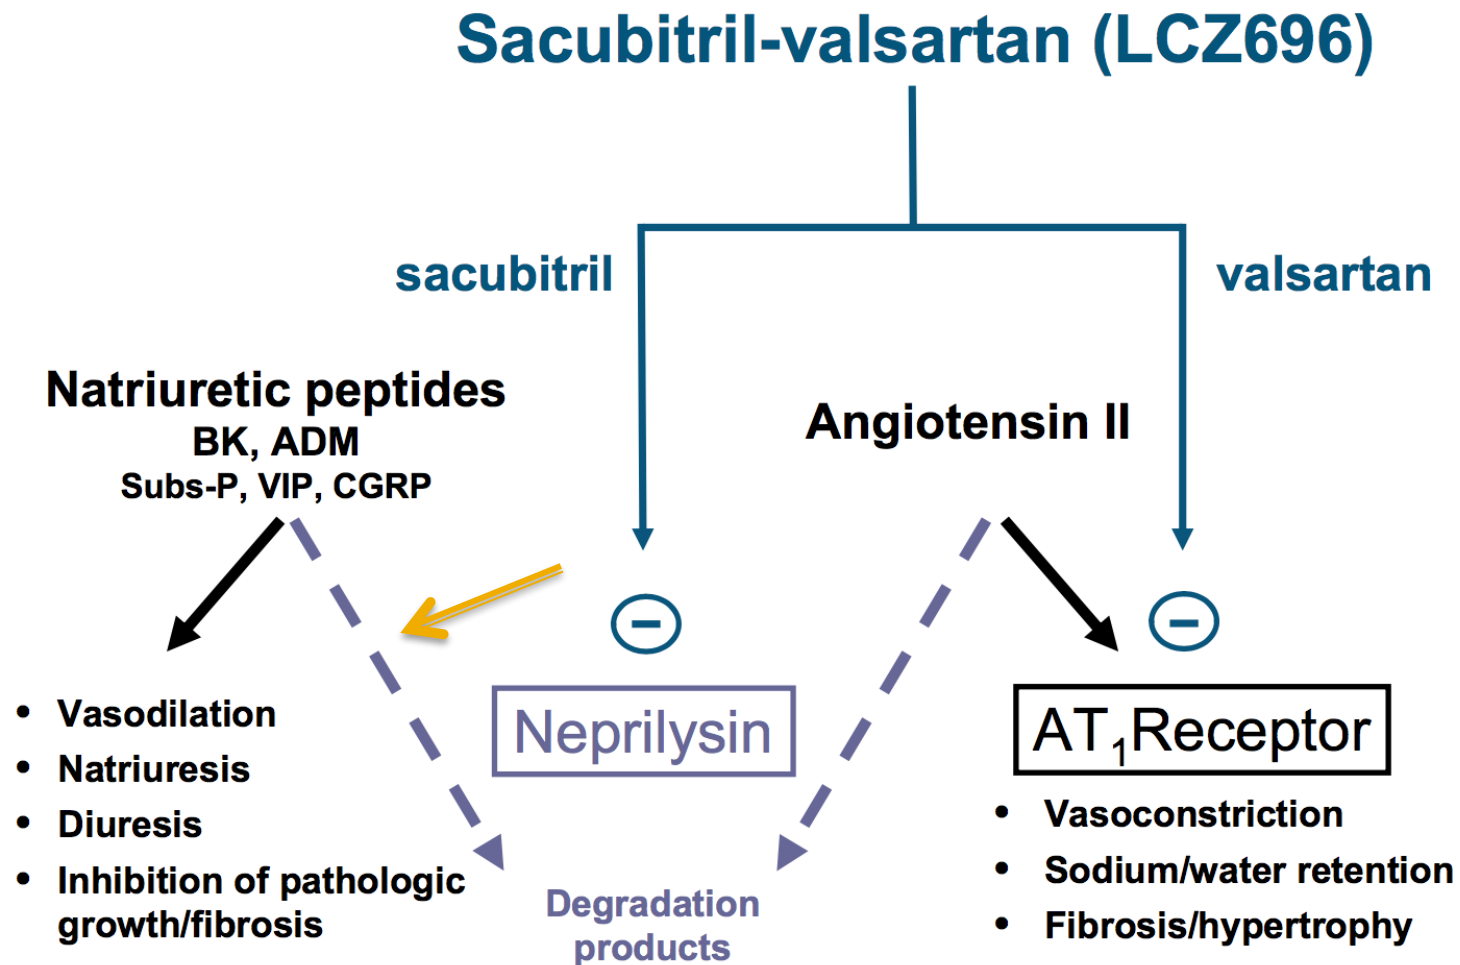 Sacubitril-valsartan (LCZ696)
sacubitril
valsartan
Natriuretic peptides
BK, ADM
Subs-P, VIP, CGRP
Angiotensin II
• Vasodilation
• Natriuresis
• Diuresis
• Inhibition of pathologic
growth/fibrosis
−
Neprilysin
Degradation
products
−
AT₁Receptor
• Vasoconstriction
• Sodium/water retention
• Fibrosis/hypertrophy